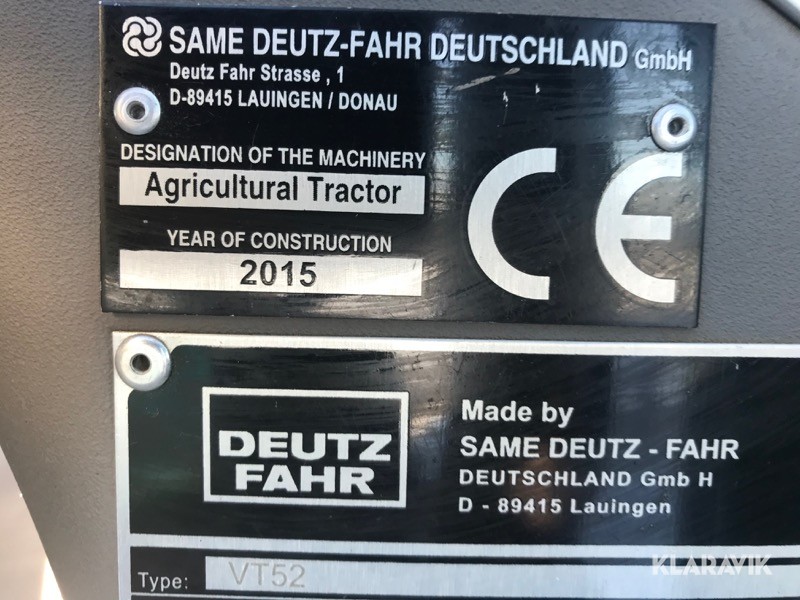 SAME DEUTZ-FAHR DEUTSCHLAND GmbH
Deutz Fahr Strasse , 1
D-89415 LAUINGEN / DONAU
DESIGNATION OF THE MACHINERY
Agricultural Tractor
YEAR OF CONSTRUCTION
2015
CE
DEUTZ
FAHR
Made by
SAME DEUTZ - FAHR
DEUTSCHLAND Gmb H
D - 89415 Lauingen
Type: VT52
KLARAVIK